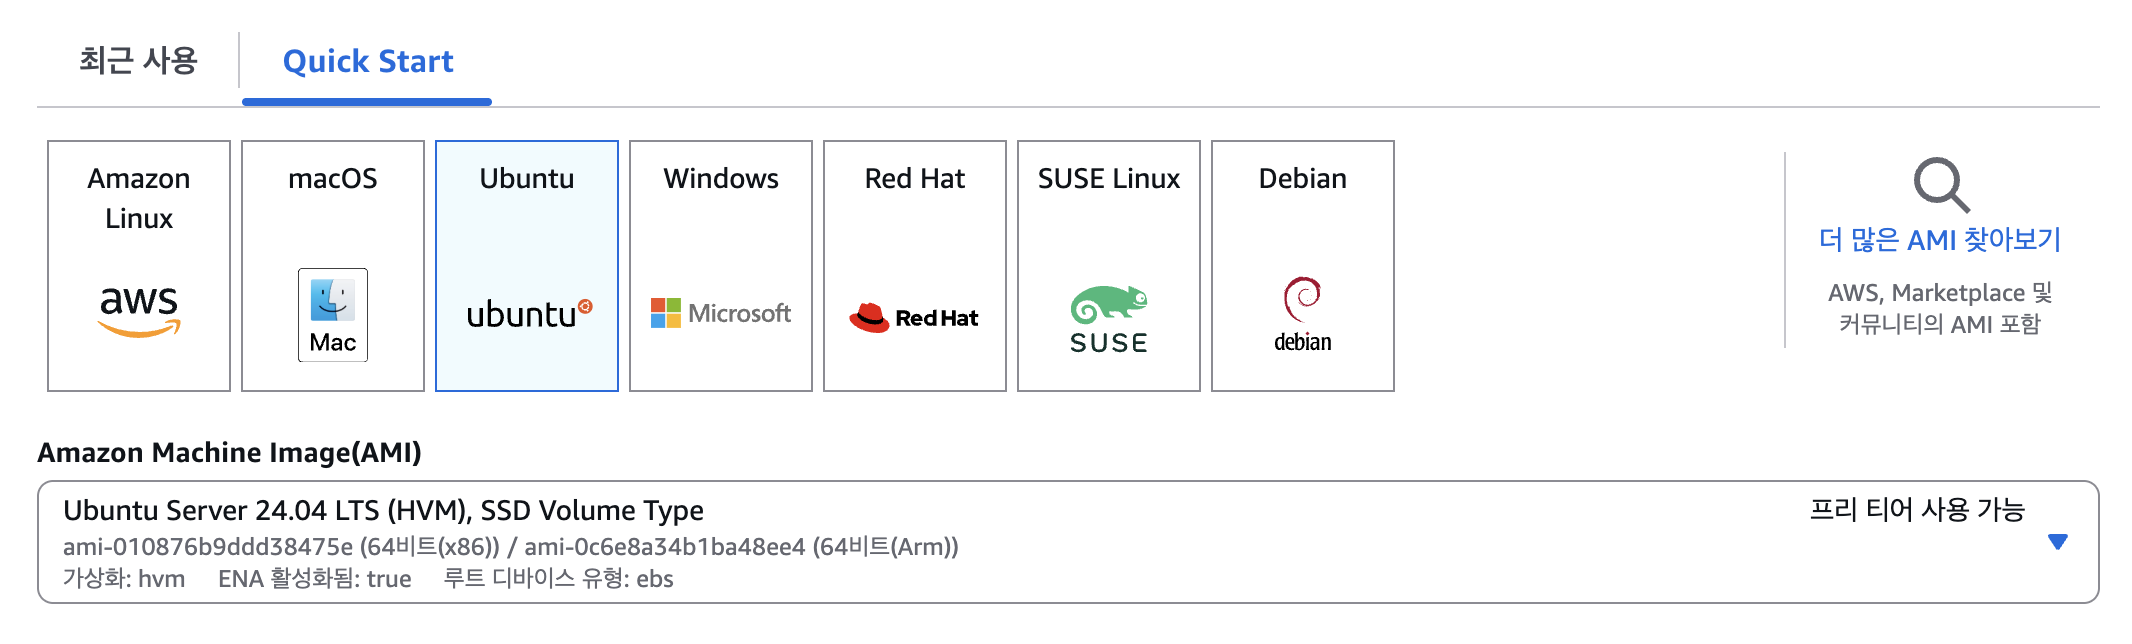 최근 사용
Quick Start
Amazon
Linux
aws
macOS
Mac
Ubuntu
ubuntu
Windows
Microsoft
Red Hat
Red Hat
SUSE Linux
SUSE
Debian
debian
더 많은 AMI 찾아보기
AWS, Marketplace 및
커뮤니티의 AMI 포함
Amazon Machine Image(AMI)
Ubuntu Server 24.04 LTS (HVM), SSD Volume Type
프리 티어 사용 가능
ami-010876b9ddd38475e (64비트(x86)) / ami-0c6e8a34b1ba48ee4 (64비트(Arm))
가상화: hvm ENA 활성화됨: true 루트 디바이스 유형: ebs